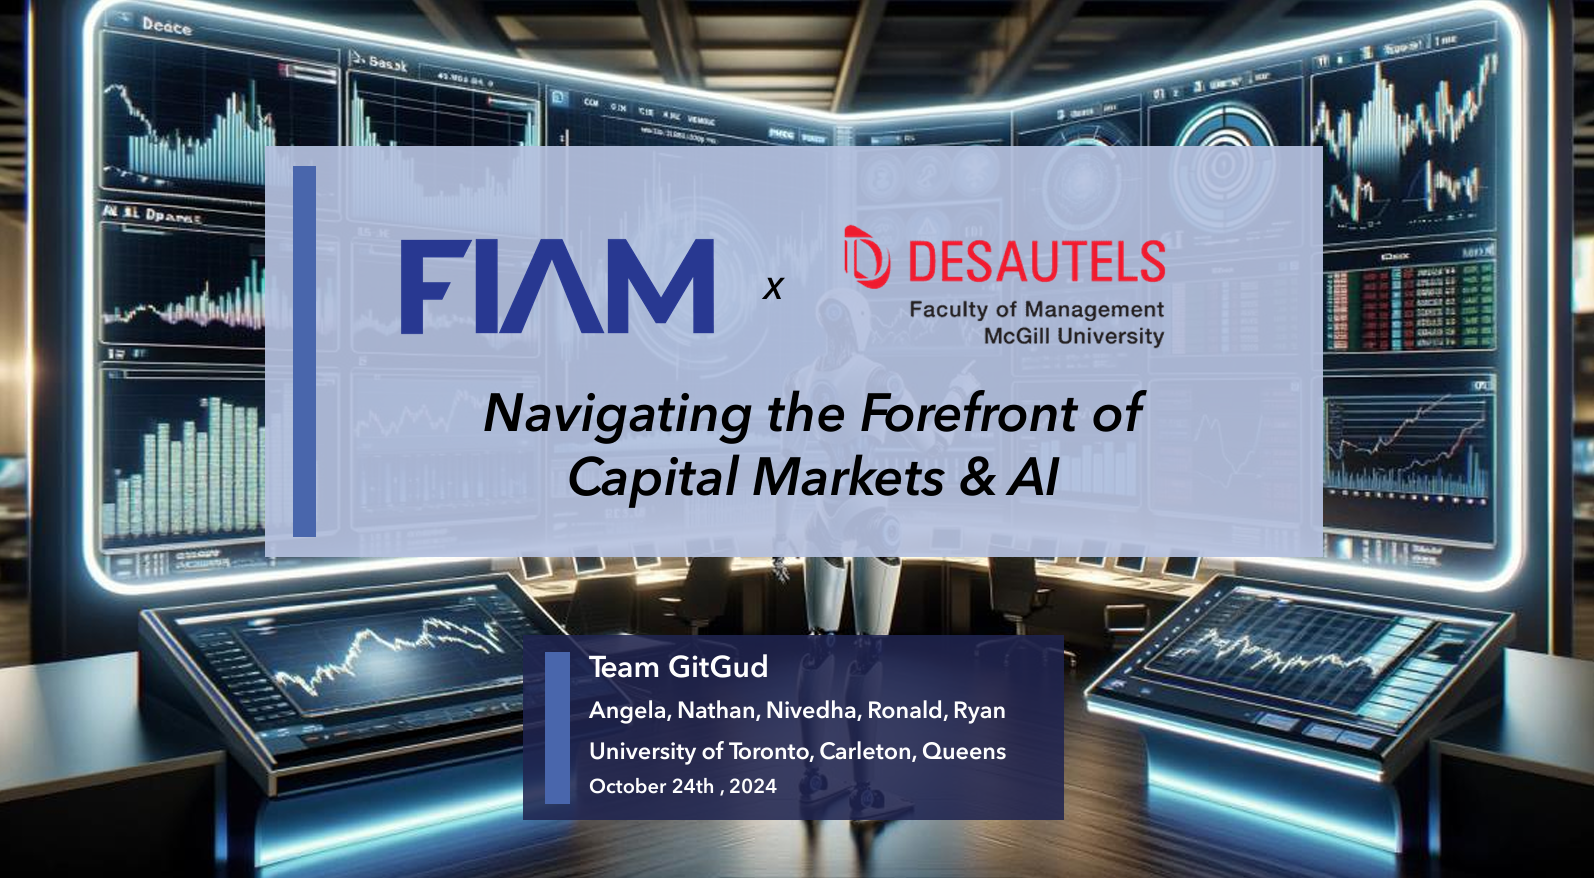 FIAM
x
DESAUTELS
Faculty of Management
McGill University
Navigating the Forefront of
Capital Markets & AI
Team GitGud
Angela, Nathan, Nivedha, Ronald, Ryan
University of Toronto, Carleton, Queens
October 24th , 2024